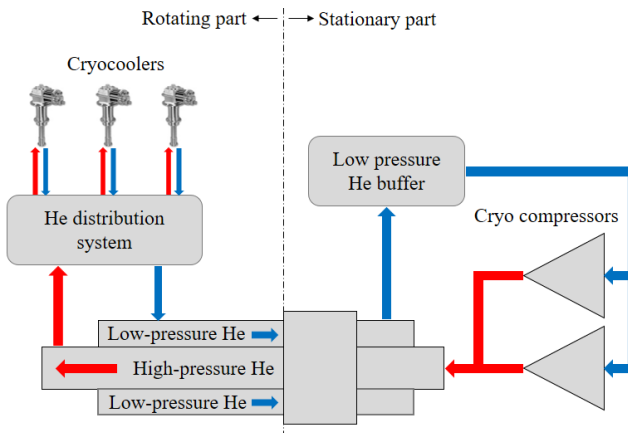 Rotating part
Stationary part
Cryocoolers
Low pressure
He buffer
He distribution
system
Cryo compressors
Low-pressure He
High-pressure He
Low-pressure He